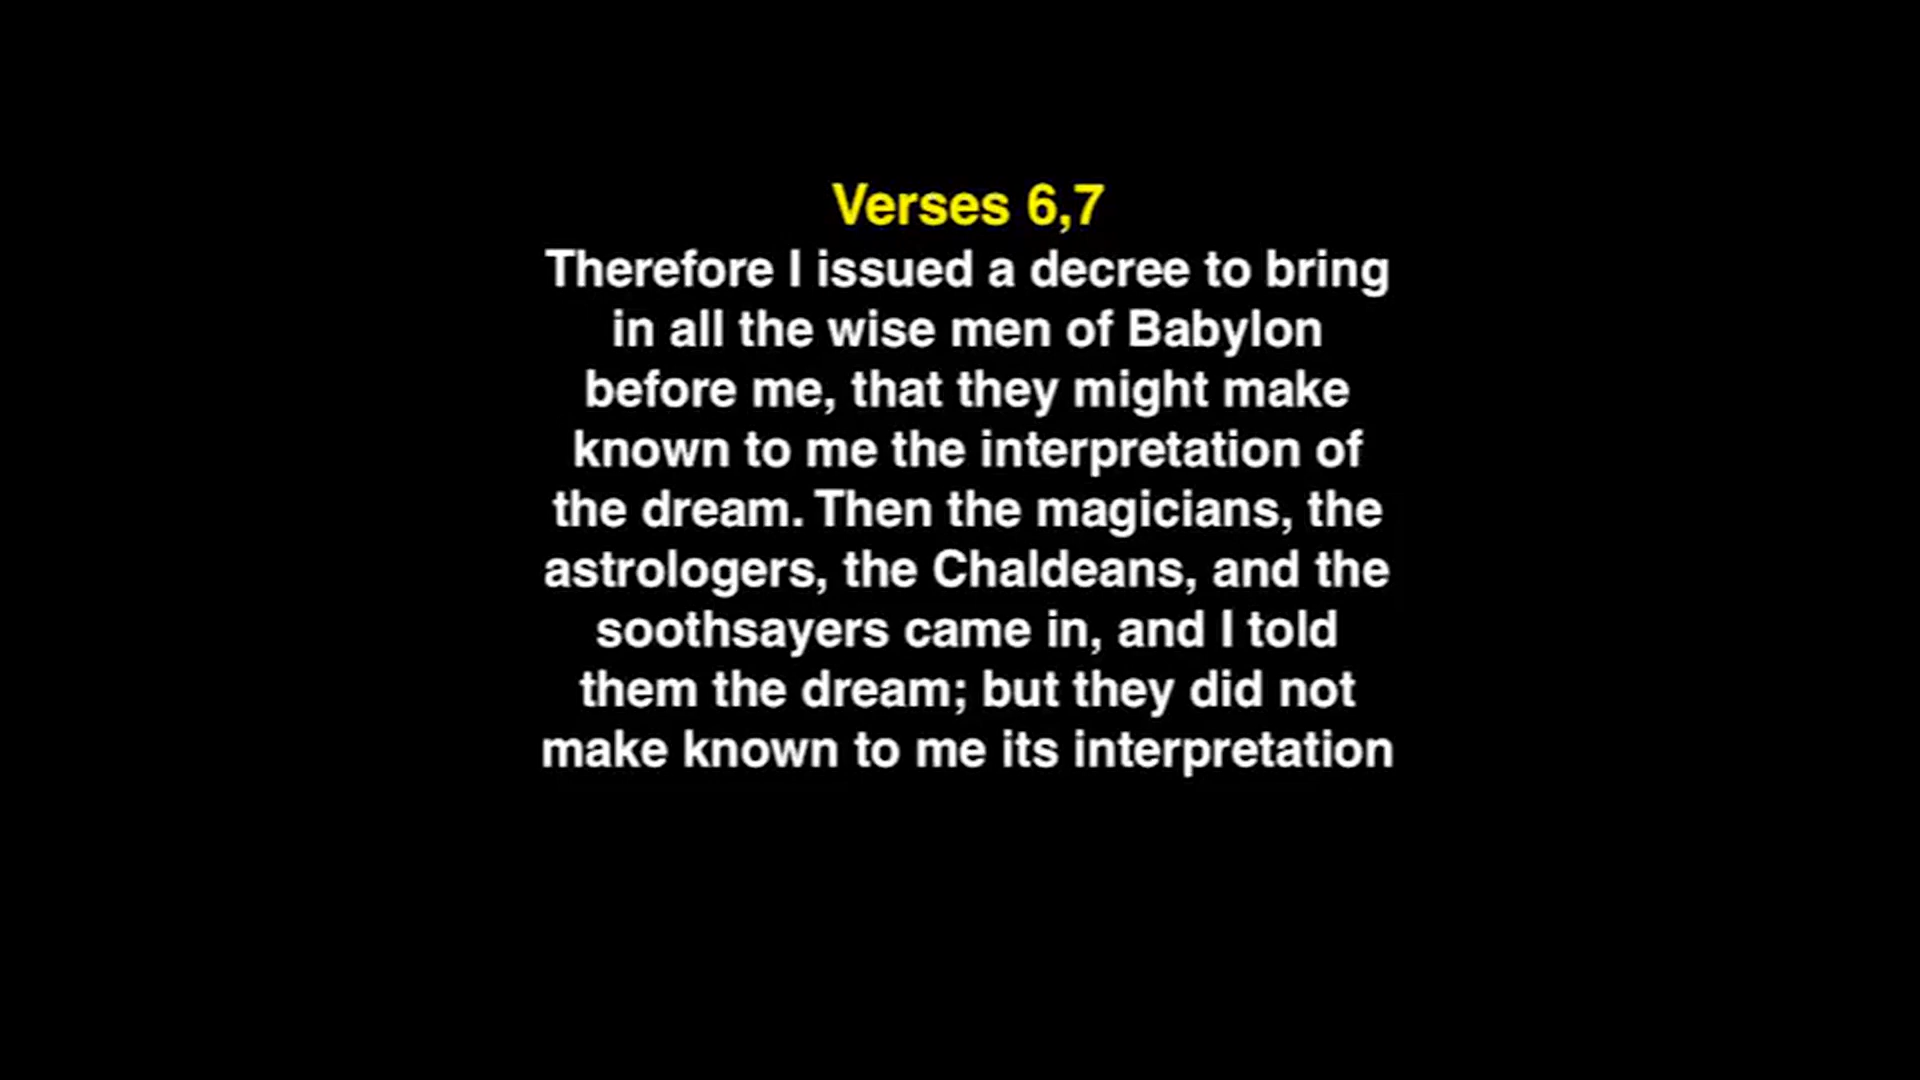 Verses 6,7
Therefore I issued a decree to bring
in all the wise men of Babylon
before me, that they might make
known to me the interpretation of
the dream. Then the magicians, the
astrologers, the Chaldeans, and the
soothsayers came in, and I told
them the dream; but they did not
make known to me its interpretation